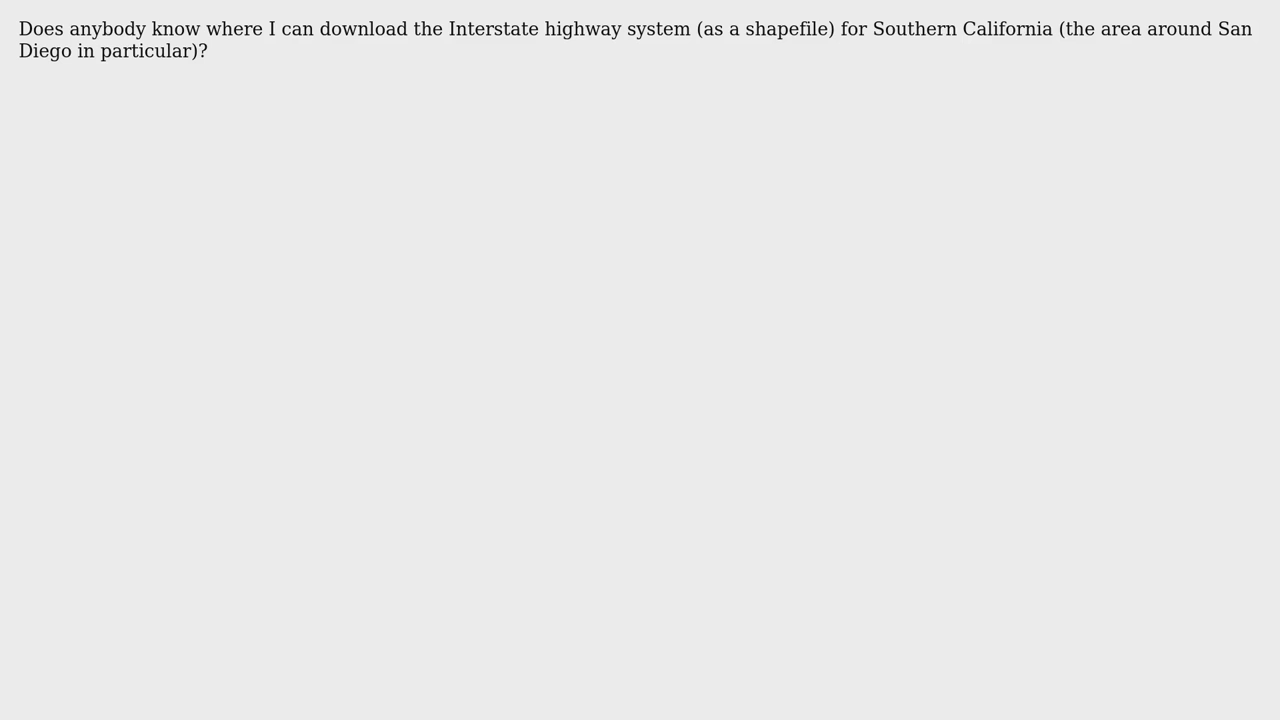 Does anybody know where I can download the Interstate highway system (as a shapefile) for Southern California (the area around San
Diego in particular)?